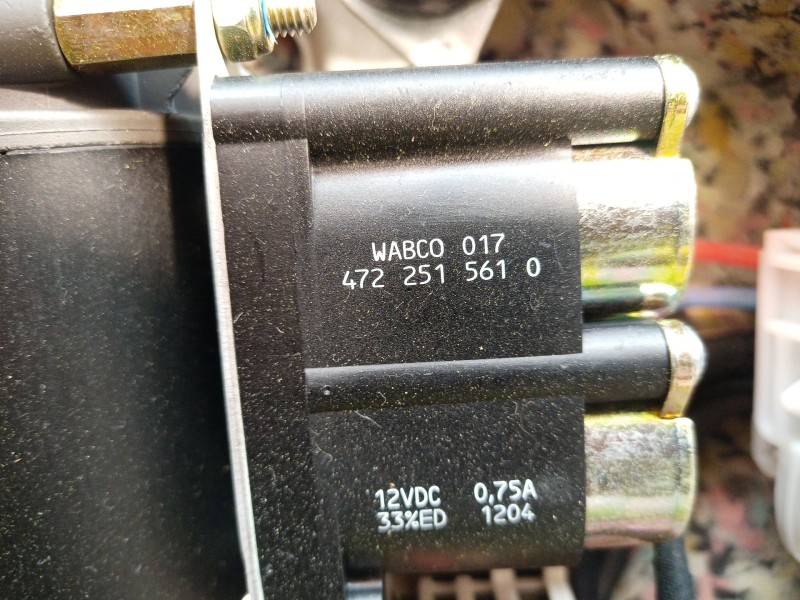 WABCO 017
472 251 561 0
12VDC 0,75A
33%ED 1204